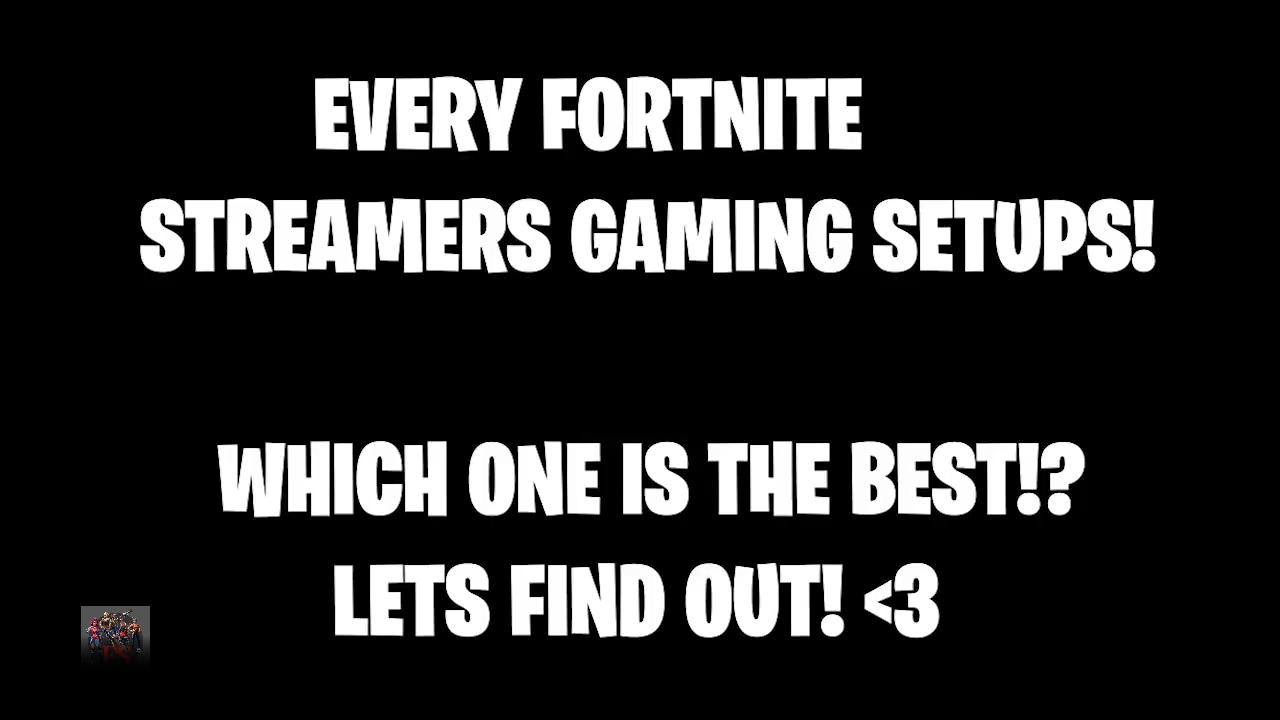 EVERY FORTNITE
STREAMERS GAMING SETUPS!
WHICH ONE IS THE BEST!?
LETS FIND OUT! <3